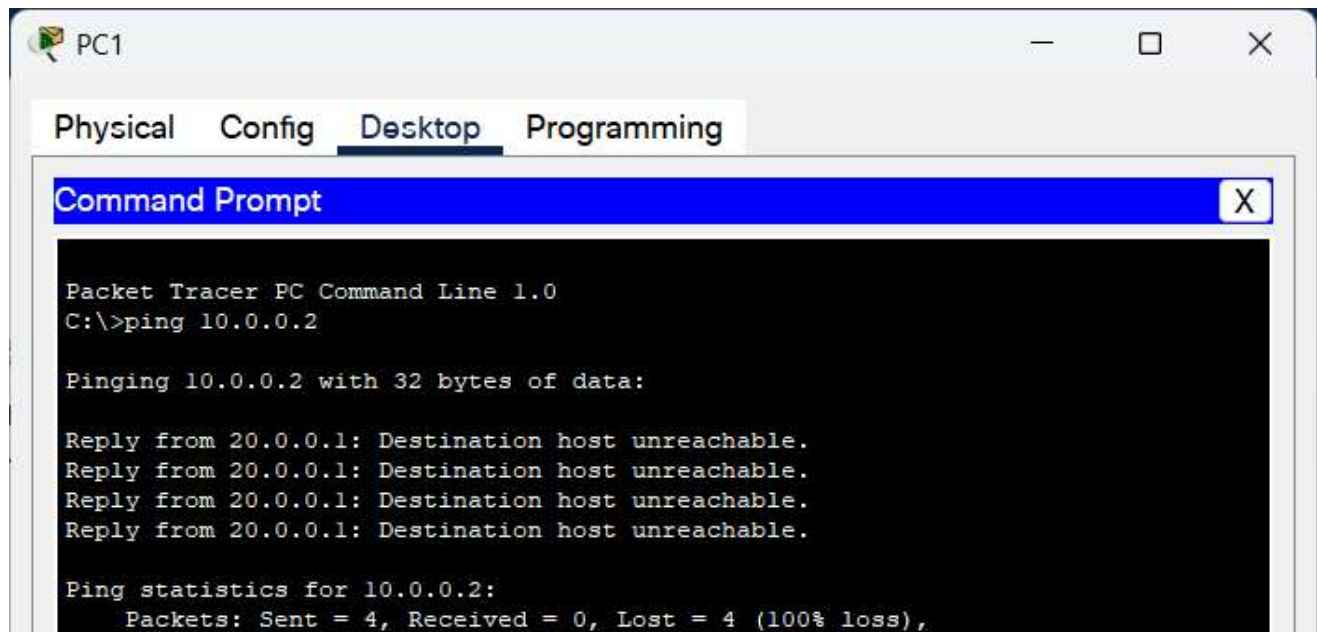 PC1
Physical Config Desktop Programming
Command Prompt
X
Packet Tracer PC Command Line 1.0
C:\>ping 10.0.0.2
Pinging 10.0.0.2 with 32 bytes of data:
Reply from 20.0.0.1: Destination host unreachable.
Reply from 20.0.0.1: Destination host unreachable.
Reply from 20.0.0.1: Destination host unreachable.
Reply from 20.0.0.1: Destination host unreachable.
Ping statistics for 10.0.0.2:
Packets: Sent = 4, Received = 0, Lost = 4 (100% loss),